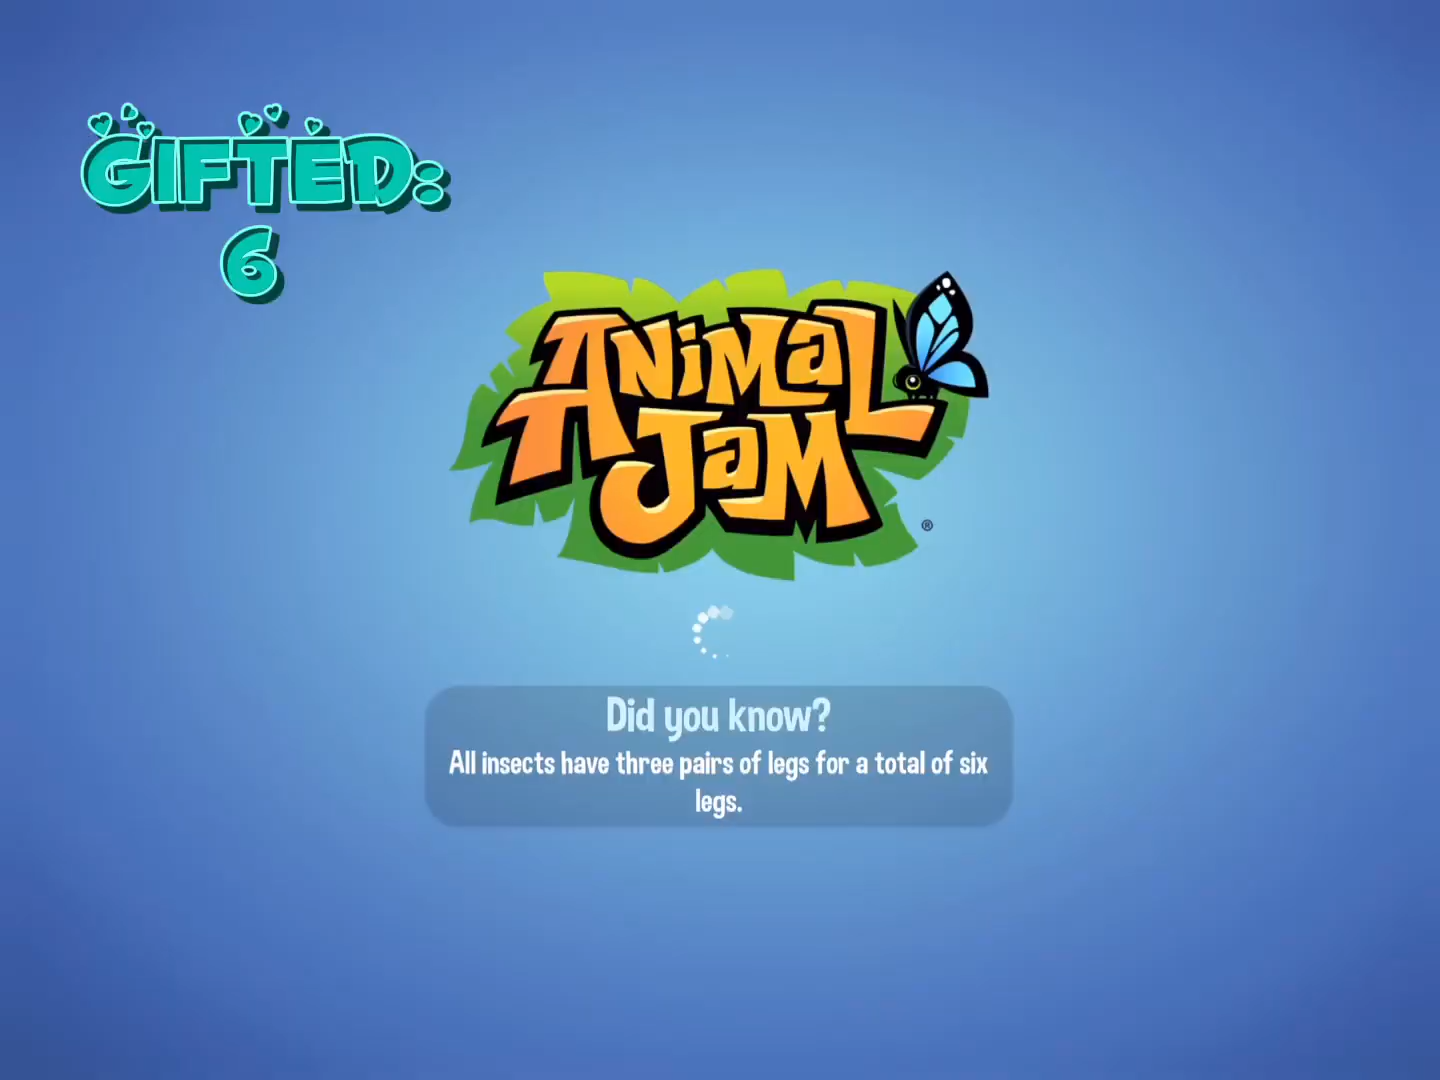 GIFTED:
6
ANIMAL
JAM
®
Did you know?
All insects have three pairs of legs for a total of six
legs.